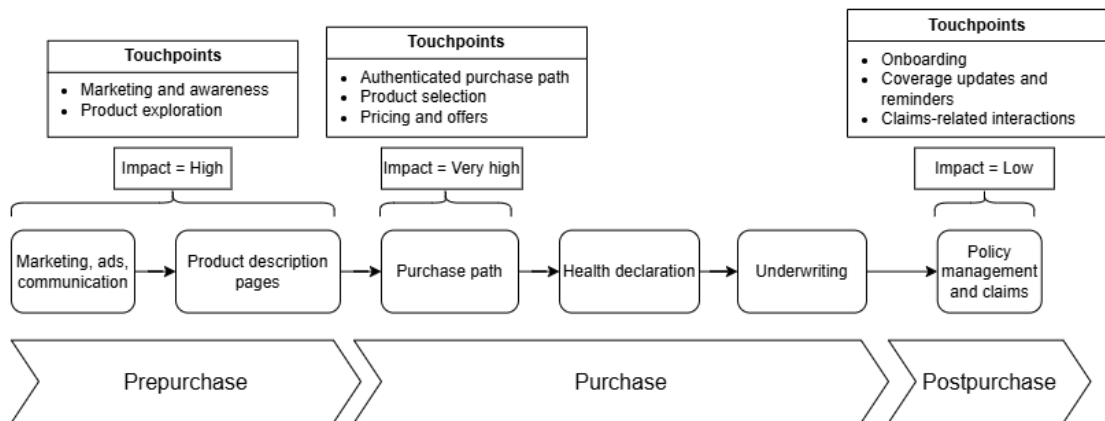 Touchpoints
• Marketing and awareness
• Product exploration
Touchpoints
• Authenticated purchase path
• Product selection
• Pricing and offers
Touchpoints
• Onboarding
• Coverage updates and
reminders
• Claims-related interactions
Impact = High
Impact = Very high
Impact = Low
Marketing, ads,
communication
Product description
pages
Purchase path
Health declaration
Underwriting
Policy
management
and claims
Prepurchase
Purchase
Postpurchase